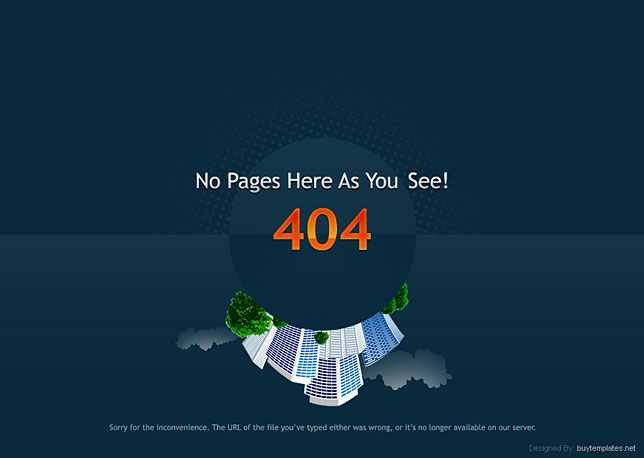 No Pages Here As You See!
404
Sorry for the inconvenience. The URL of the file you've typed either was wrong, or it's no longer available on our server.
Designed By: buytemplates.net